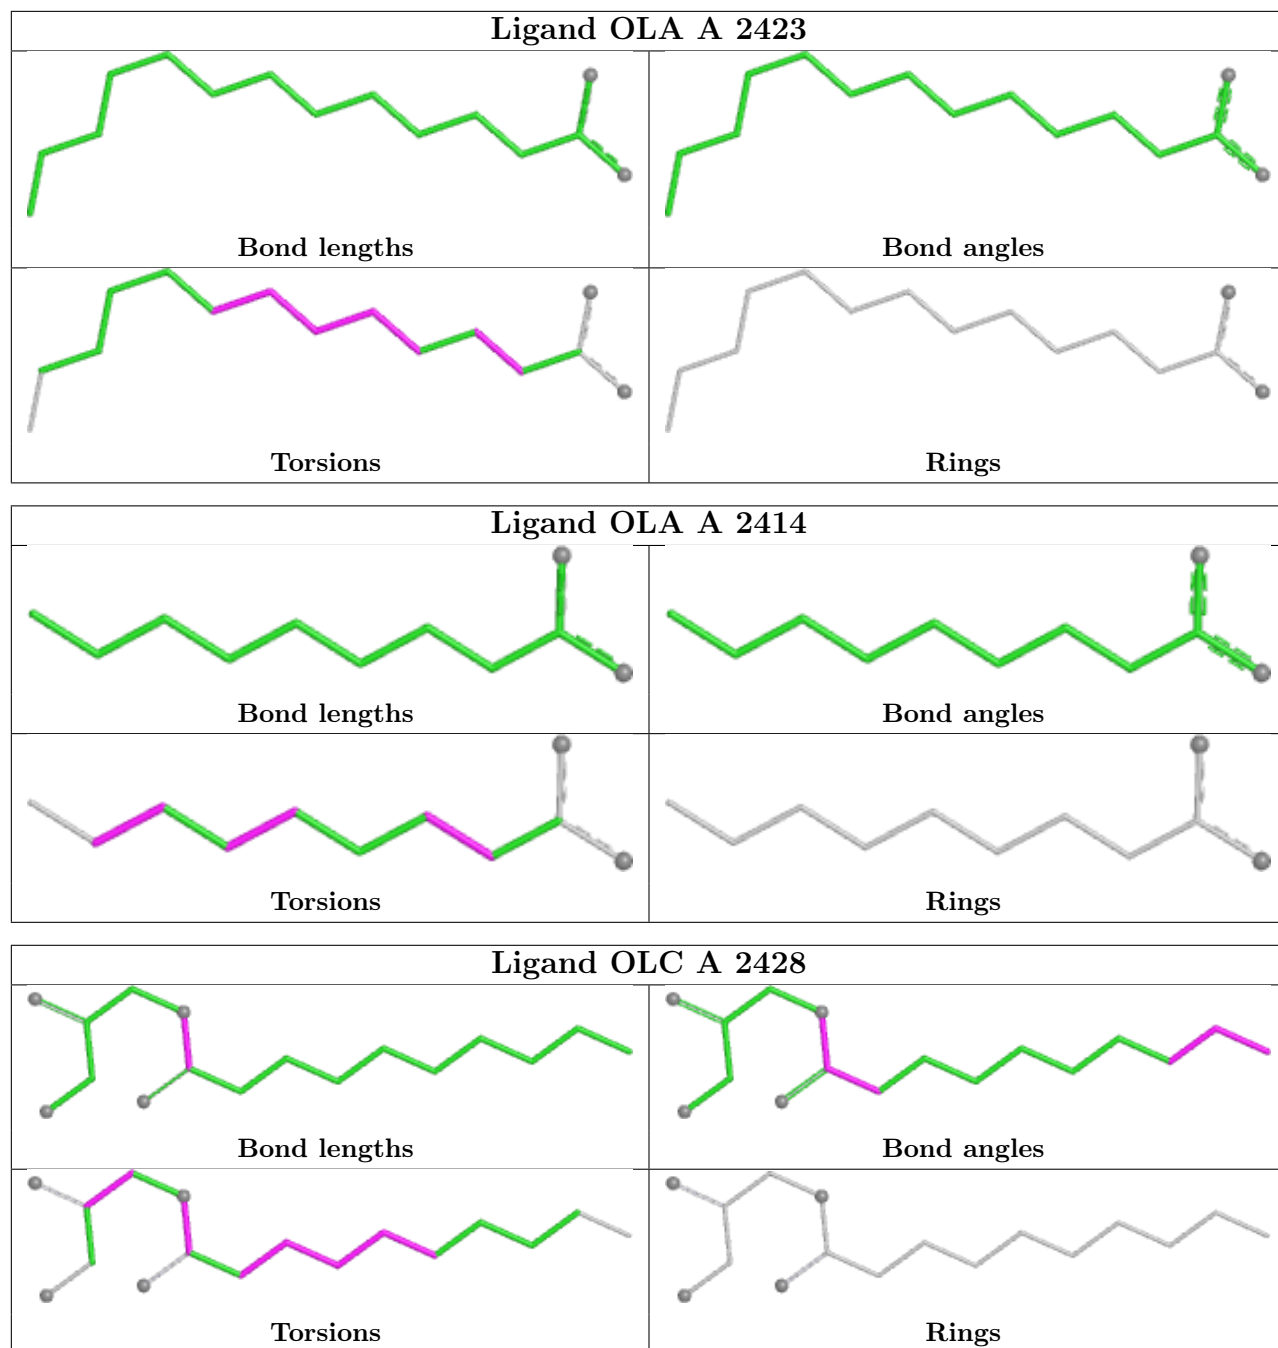 Ligand OLA A 2423
Bond lengths
Bond angles
Torsions
Rings
Ligand OLA A 2414
Bond lengths
Bond angles
Torsions
Rings
Ligand OLC A 2428
Bond lengths
Bond angles
Torsions
Rings